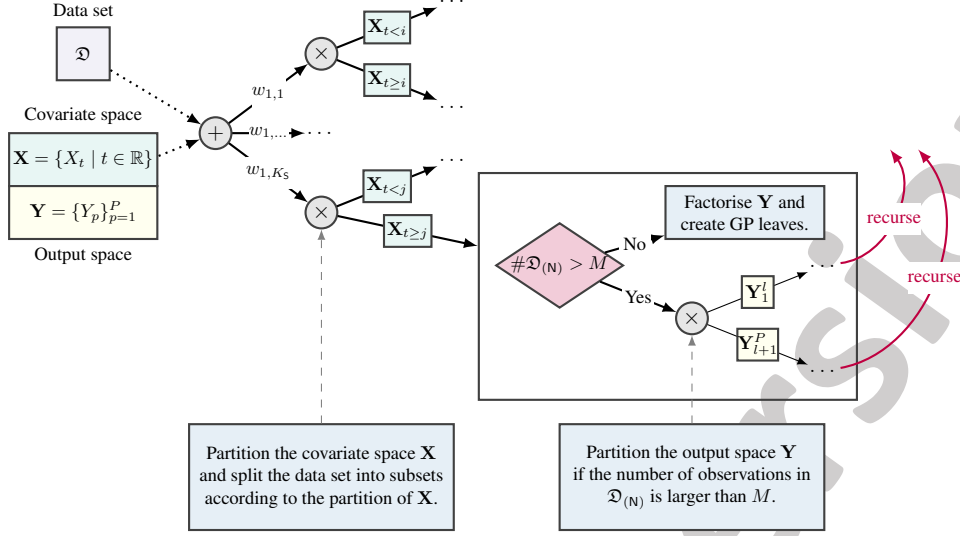 Data set
𝔇
Covariate space
X = {X_t | t ∈ ℝ}
Y = {Y_p}_{p=1}^P
Output space
+
w_{1,1}
w_{1,...}
w_{1,K_S}
. . .
×
X_{t<i}
X_{t≥i}
. . .
. . .
×
X_{t<j}
X_{t≥j}
. . .
#𝔇_{(N)} > M
No
Factorise Y and
create GP leaves.
Yes
×
Y_1^l
Y_{l+1}^P
. . .
. . .
recurse
recurse
Partition the covariate space X
and split the data set into subsets
according to the partition of X.
Partition the output space Y
if the number of observations in
𝔇_{(N)} is larger than M.